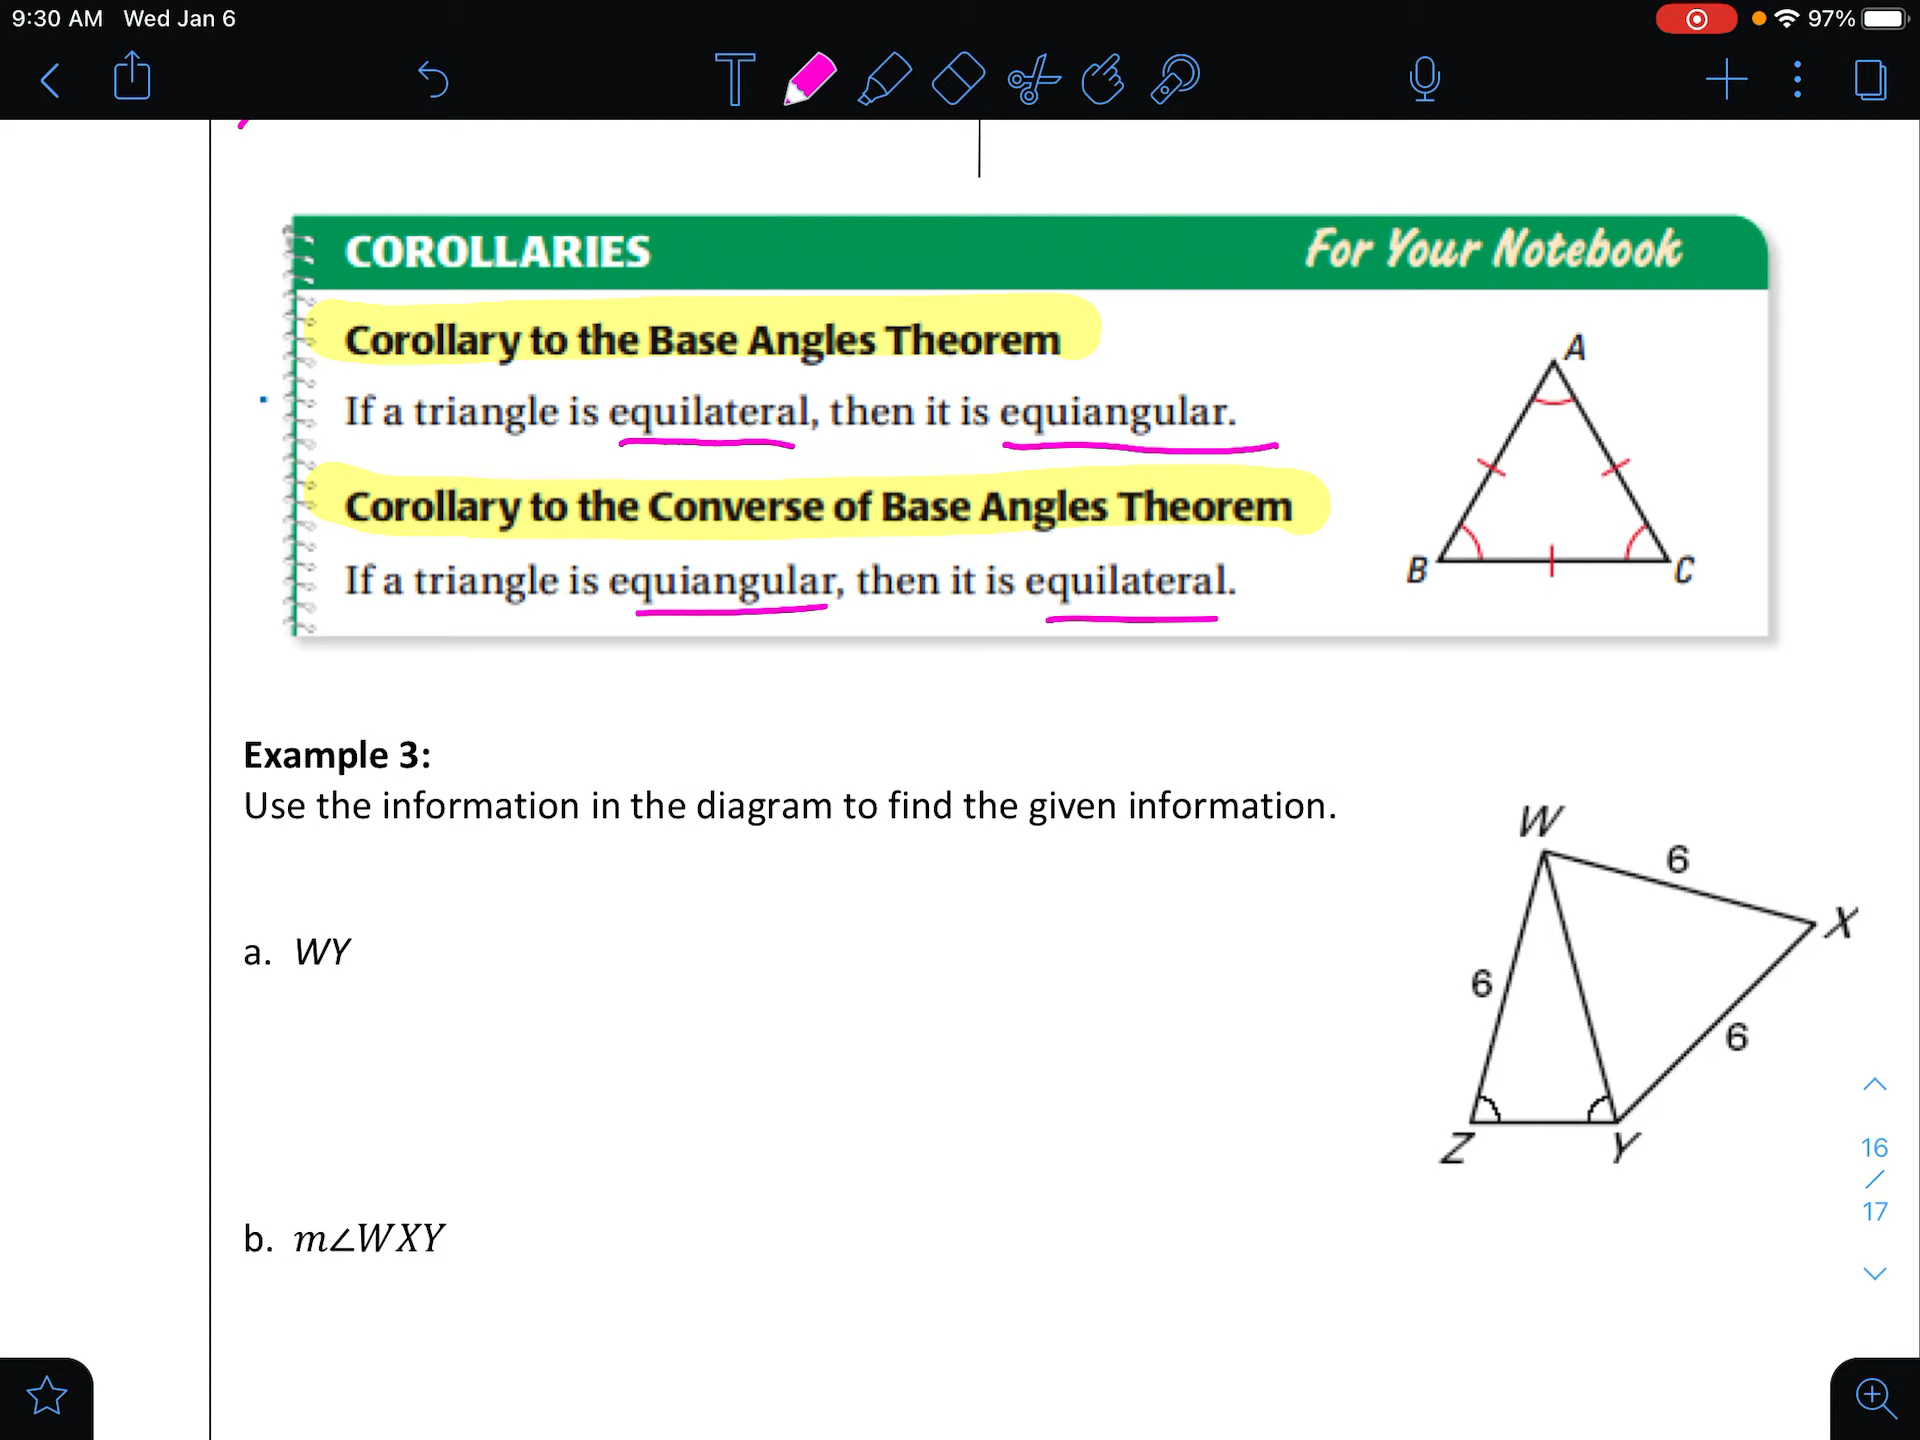 9:30 AM Wed Jan 6
97%
T
COROLLARIES For Your Notebook
Corollary to the Base Angles Theorem
If a triangle is equilateral, then it is equiangular.
Corollary to the Converse of Base Angles Theorem
If a triangle is equiangular, then it is equilateral.
A
B
C
Example 3:
Use the information in the diagram to find the given information.
W
6
X
a. WY
6
6
Z
Y
16
/
17
b. m∠WXY